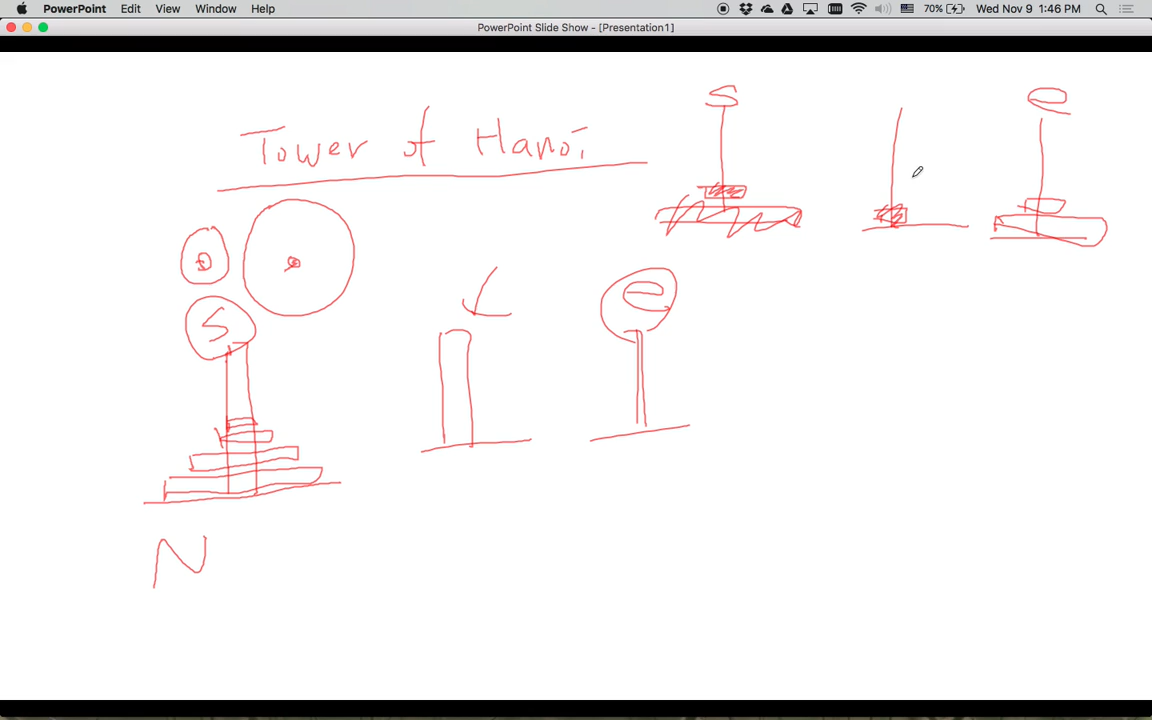 PowerPoint Edit View Window Help 70% Wed Nov 9 1:46 PM
PowerPoint Slide Show - [Presentation1]
Tower of Hanoi
S
e
S
e
N